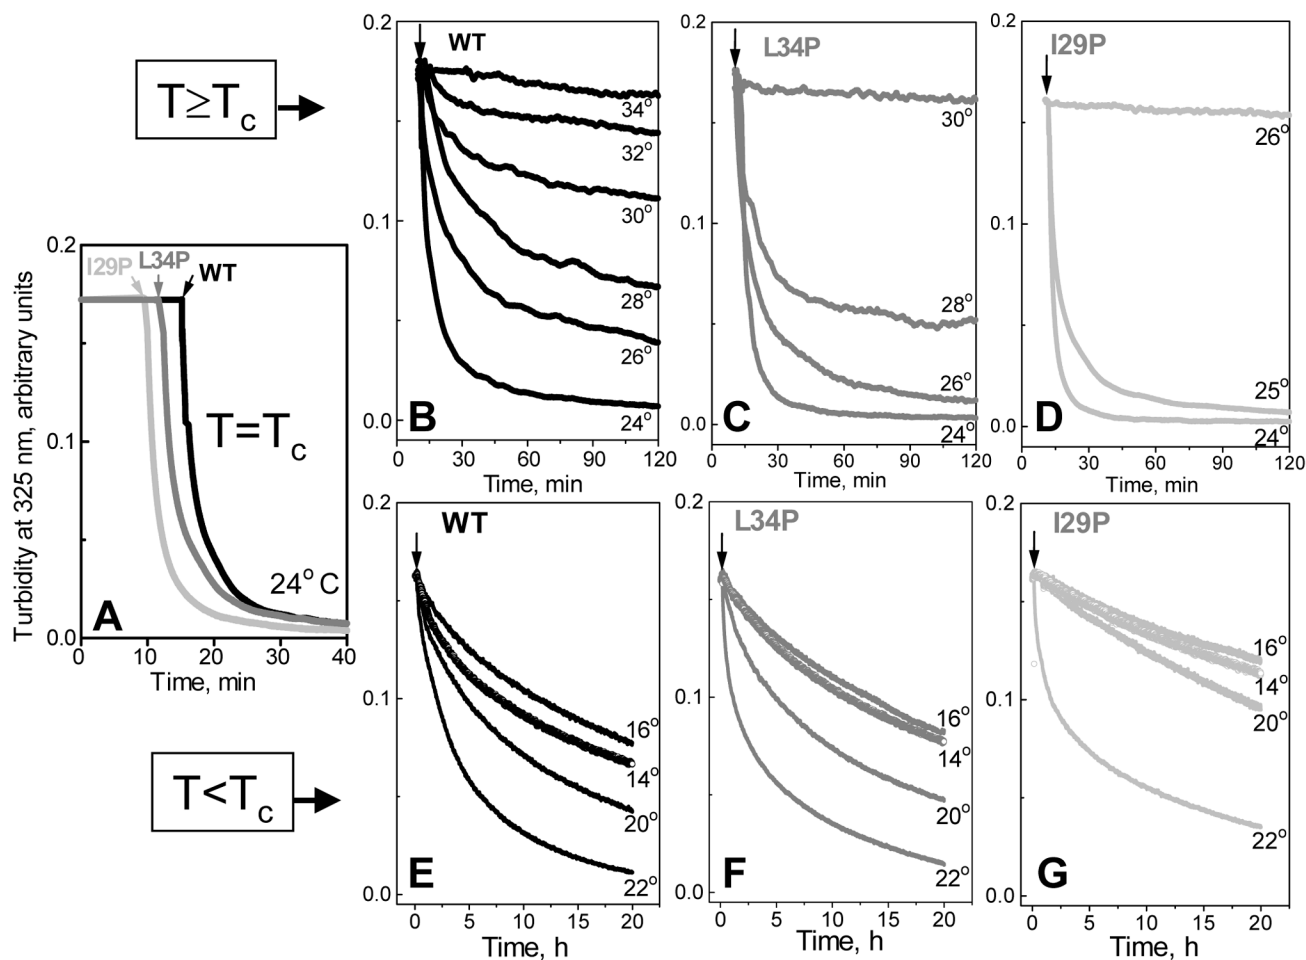 T≥Tc
Turbidity at 325 nm, arbitrary units
0.2
0.1
0.0
I29P
L34P
WT
T=Tc
24° C
A
0 10 20 30 40
Time, min
0.2
0.1
0.0
WT
34°
32°
30°
28°
26°
24°
B
0 30 60 90 120
Time, min
0.2
0.1
0.0
L34P
30°
28°
26°
24°
C
0 30 60 90 120
Time, min
0.2
0.1
0.0
I29P
26°
25°
24°
D
0 30 60 90 120
Time, min
T<Tc
0.2
0.1
0.0
WT
16°
14°
20°
22°
E
0 5 10 15 20
Time, h
0.2
0.1
0.0
L34P
16°
14°
20°
22°
F
0 5 10 15 20
Time, h
0.2
0.1
0.0
I29P
16°
14°
20°
22°
G
0 5 10 15 20
Time, h